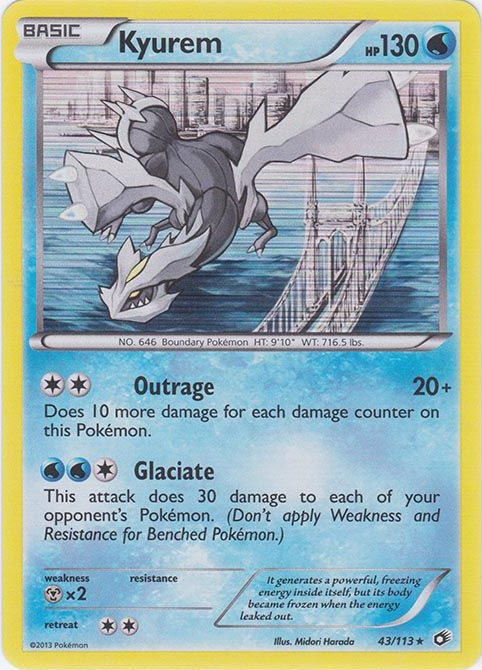 BASIC
Kyurem
HP130
NO. 646 Boundary Pokémon HT: 9'10" WT: 716.5 lbs.
Outrage 20+
Does 10 more damage for each damage counter on
this Pokémon.
Glaciate
This attack does 30 damage to each of your
opponent's Pokémon. (Don't apply Weakness and
Resistance for Benched Pokémon.)
weakness resistance
×2
retreat
It generates a powerful, freezing
energy inside itself, but its body
became frozen when the energy
leaked out.
©2013 Pokémon Illus. Midori Harada 43/113 ★